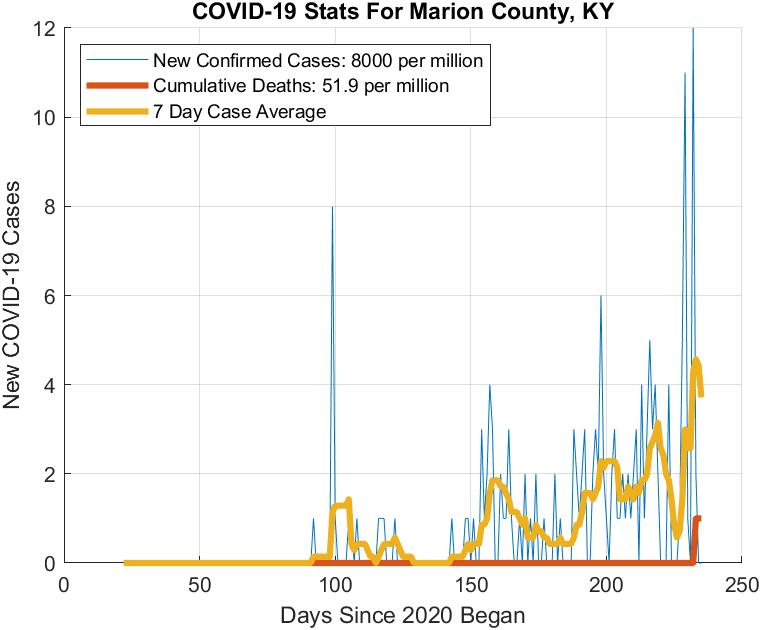 COVID-19 Stats For Marion County, KY
New Confirmed Cases: 8000 per million
Cumulative Deaths: 51.9 per million
7 Day Case Average
New COVID-19 Cases
12
10
8
6
4
2
0
0 50 100 150 200 250
Days Since 2020 Began